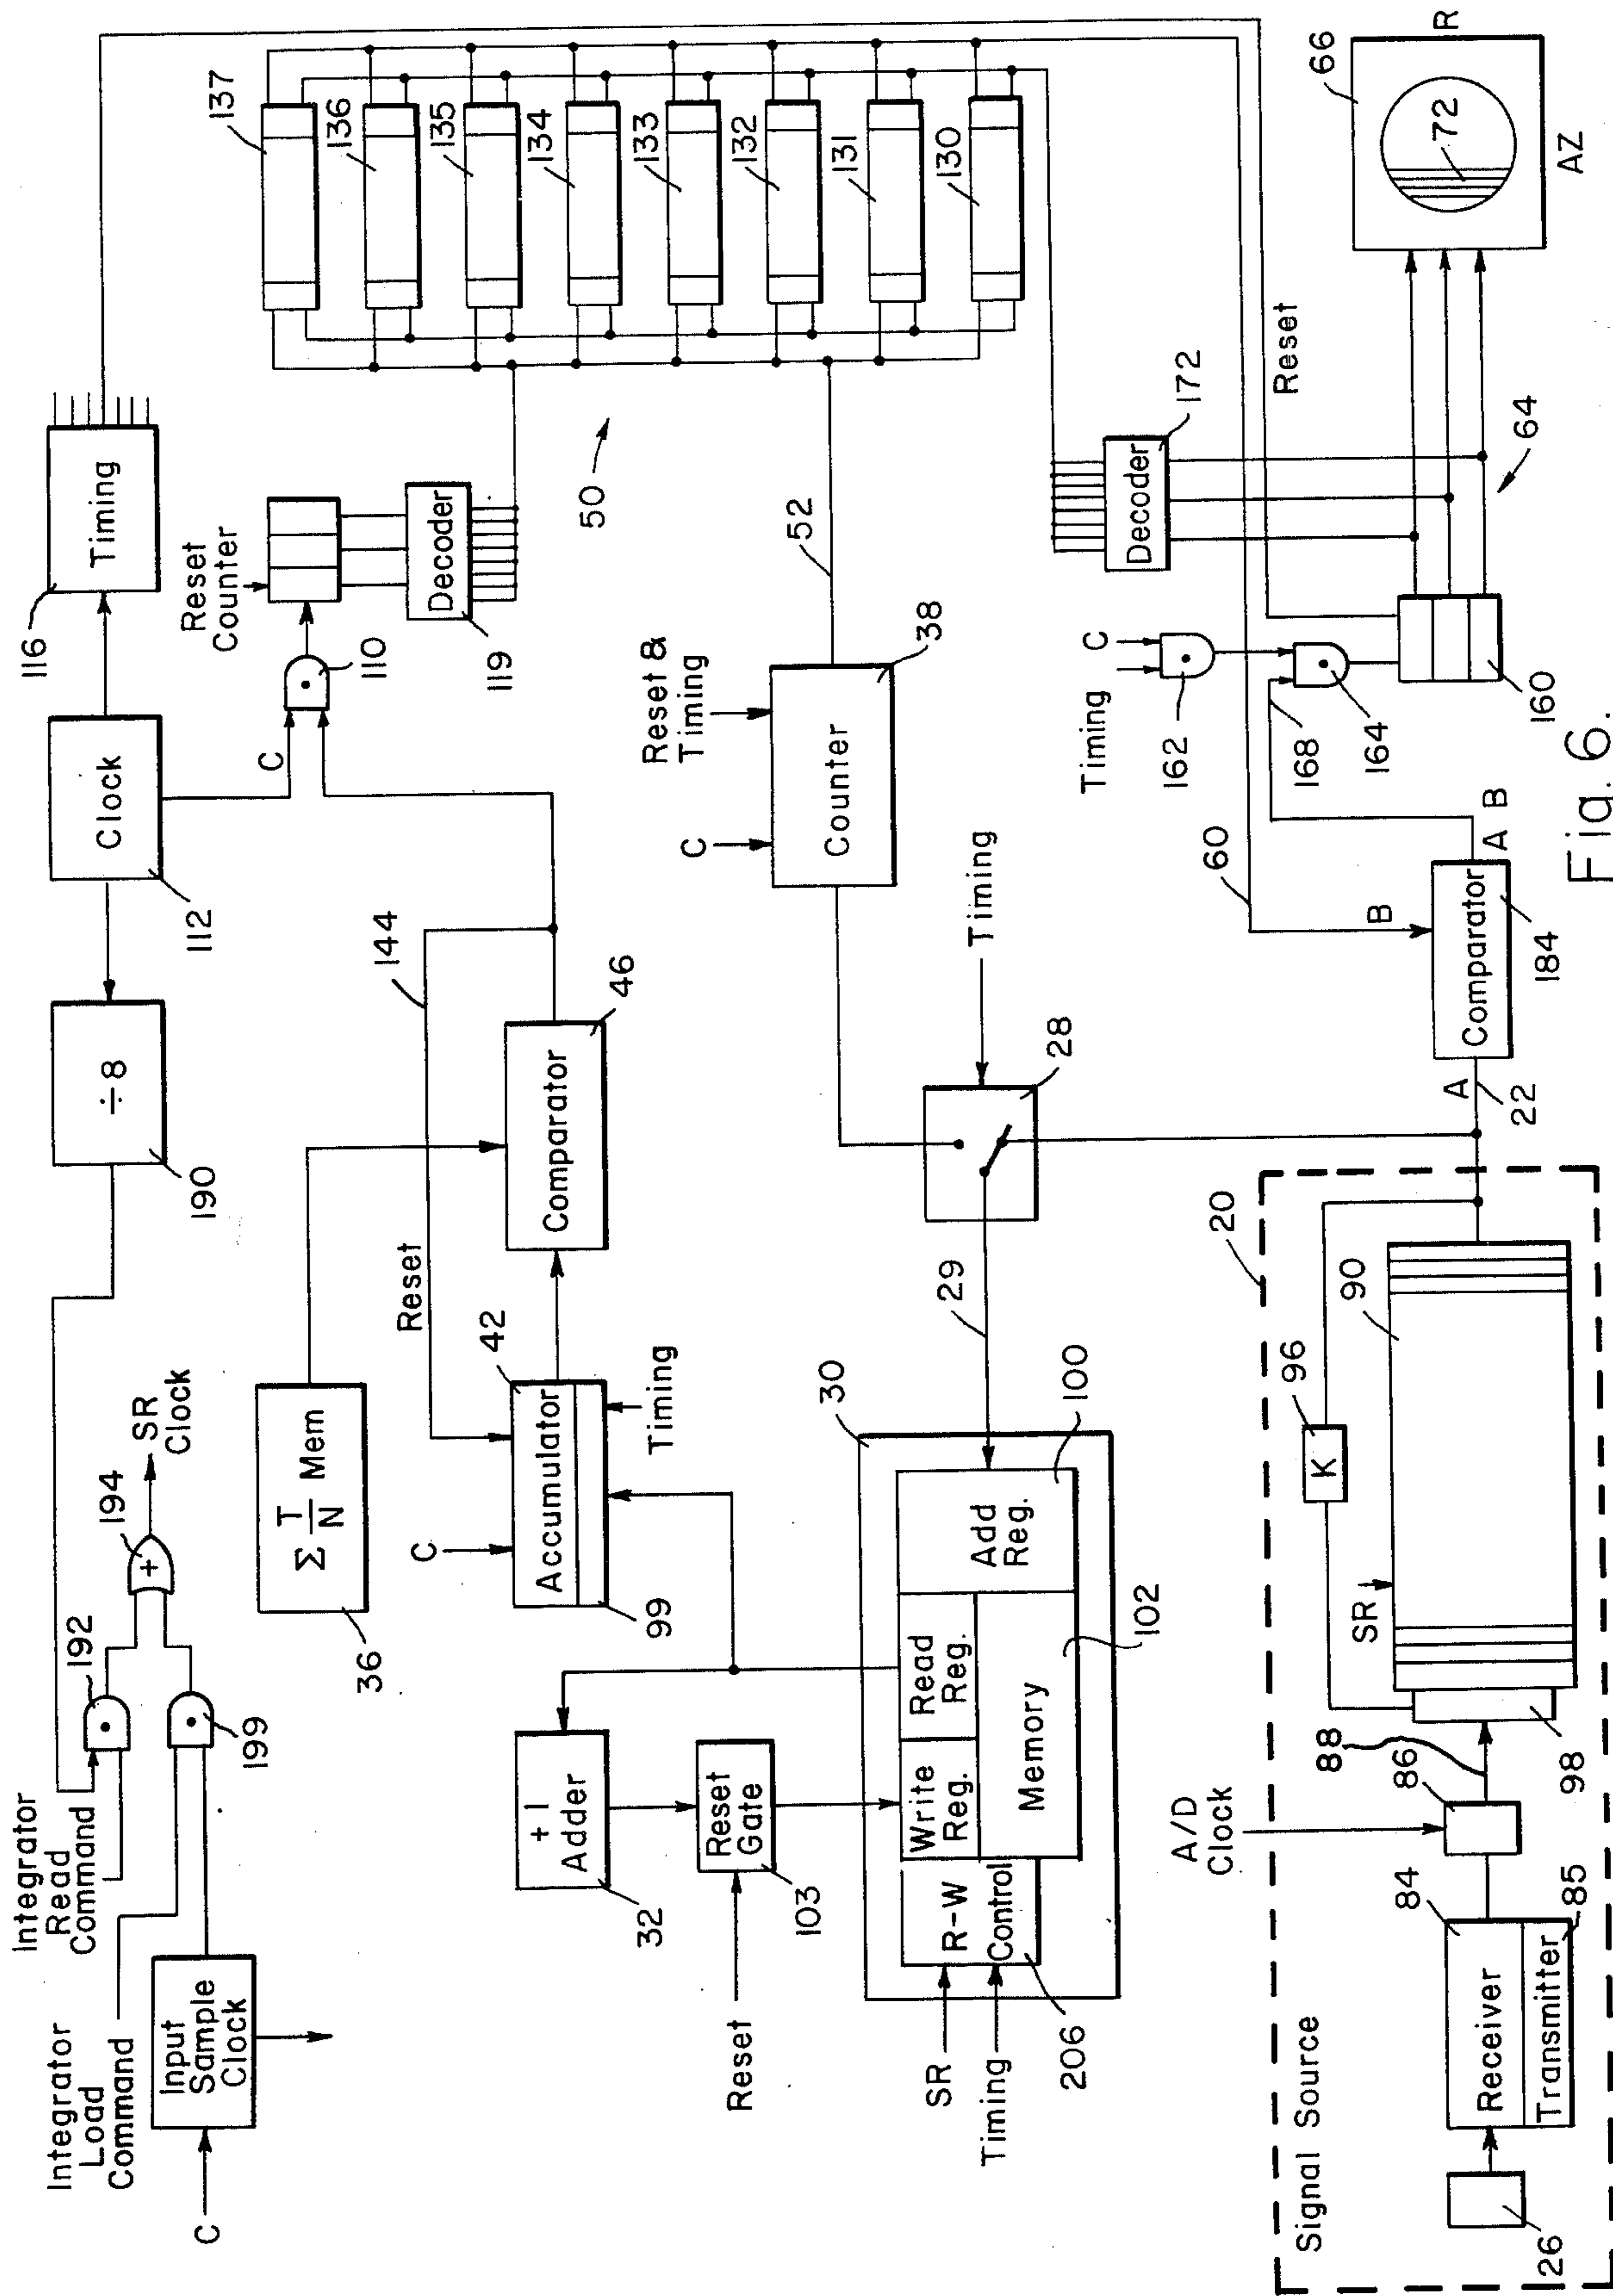 Integrator
Load
Command
Integrator
Read
Command
C
Input
Sample
Clock
192
199
194
+
SR
Clock
÷8
190
Clock
112
116
Timing
C
110
Reset
Counter
Decoder
119
137
136
135
134
133
132
131
130
50
Σ T/N Mem
36
Reset
144
42
C
Accumulator
99
Timing
Comparator
46
+1
Adder
32
Reset
Gate
103
Reset
Reset &
Timing
C
Counter
38
52
Timing
28
29
30
Write
Reg.
Read
Reg.
Add
Reg.
100
R-W
Control
Memory
102
206
SR
Timing
Decoder
172
Timing
C
162
164
168
160
60
Reset
64
66
R
72
AZ
A/D
Clock
Signal Source
20
26
Receiver
84
Transmitter
85
86
88
98
SR
K
96
90
A
22
B
Comparator
184
A B
Fig. 6.